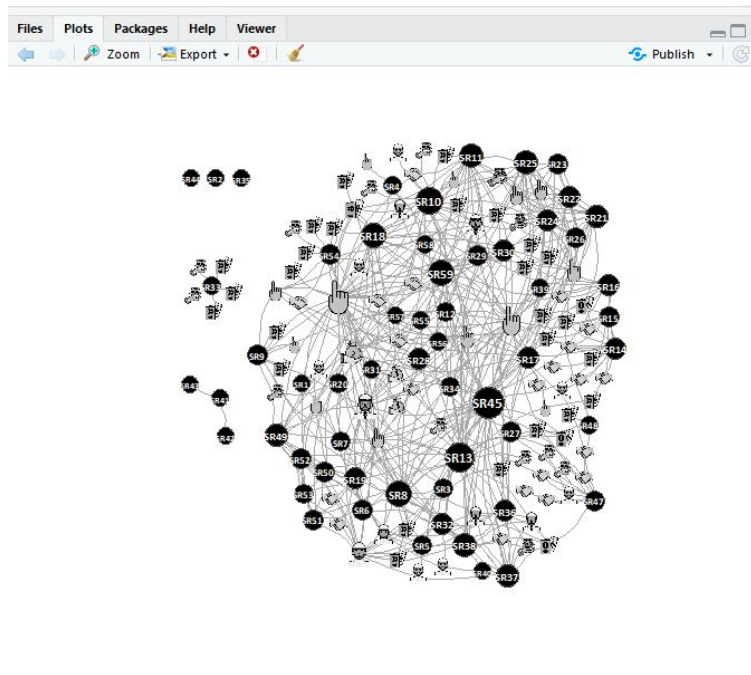 Files Plots Packages Help Viewer
Zoom Export Publish
SR11 SR25 SR23
SR44 SR2 SR35
SR4 SR10 SR22
SR24 SR21
SR18 SR58 SR26
SR54 SR29 SR30
SR59
SR33 SR39 SR16
SR57 SR55 SR12 SR15
SR9 SR56 SR14
SR28 SR17
SR31
SR43 SR1 SR20 SR34
SR41 SR45
SR48
SR42 SR49 SR7 SR27
SR52 SR13
SR50 SR19
SR53 SR8 SR3 SR47
SR51 SR6 SR36
SR32
SR5 SR38
SR40 SR37